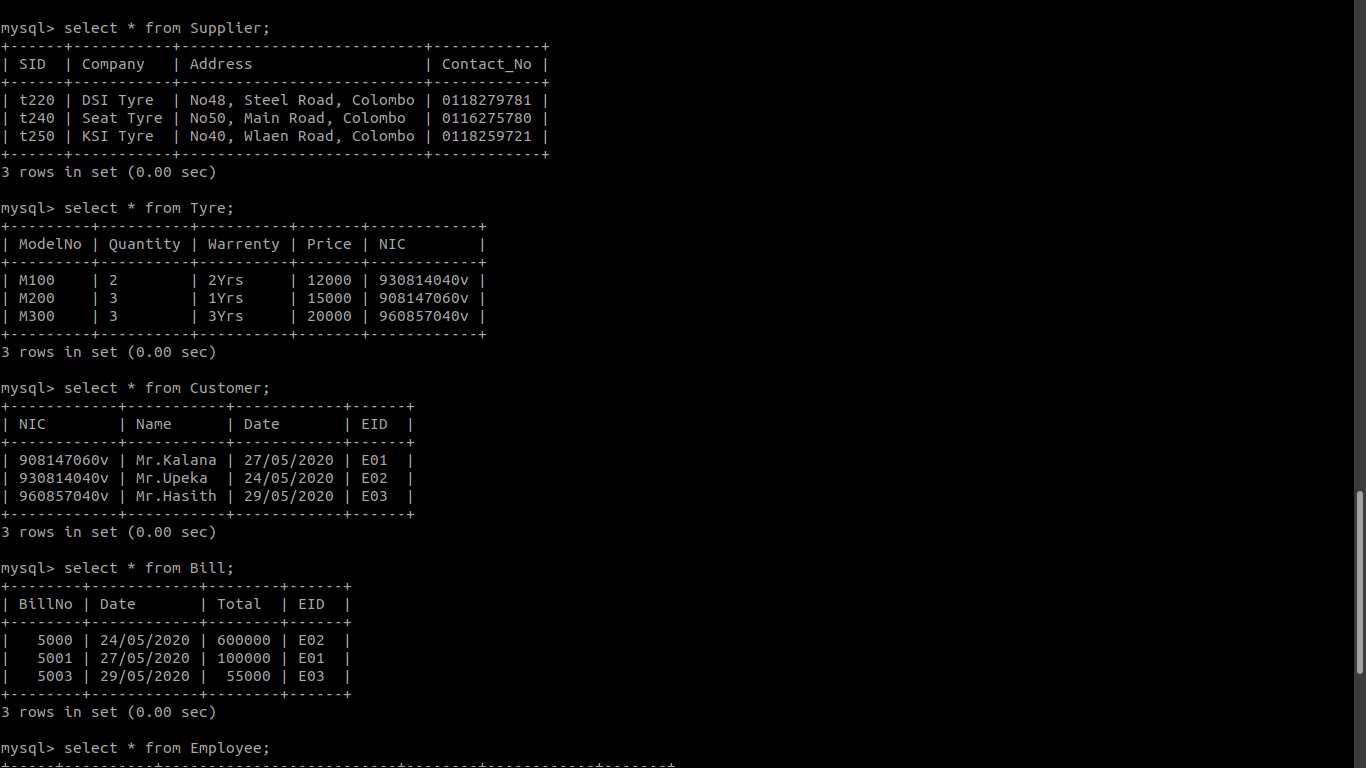 mysql> select * from Supplier;
+------+-----------+---------------------------+------------+
| SID  | Company   | Address                   | Contact_No |
+------+-----------+---------------------------+------------+
| t220 | DSI Tyre  | No48, Steel Road, Colombo | 0118279781 |
| t240 | Seat Tyre | No50, Main Road, Colombo  | 0116275780 |
| t250 | KSI Tyre  | No40, Wlaen Road, Colombo | 0118259721 |
+------+-----------+---------------------------+------------+
3 rows in set (0.00 sec)
mysql> select * from Tyre;
+---------+----------+----------+-------+------------+
| ModelNo | Quantity | Warrenty | Price | NIC        |
+---------+----------+----------+-------+------------+
| M100    | 2        | 2Yrs     | 12000 | 930814040v |
| M200    | 3        | 1Yrs     | 15000 | 908147060v |
| M300    | 3        | 3Yrs     | 20000 | 960857040v |
+---------+----------+----------+-------+------------+
3 rows in set (0.00 sec)
mysql> select * from Customer;
+------------+-----------+------------+------+
| NIC        | Name      | Date       | EID  |
+------------+-----------+------------+------+
| 908147060v | Mr.Kalana | 27/05/2020 | E01  |
| 930814040v | Mr.Upeka  | 24/05/2020 | E02  |
| 960857040v | Mr.Hasith | 29/05/2020 | E03  |
+------------+-----------+------------+------+
3 rows in set (0.00 sec)
mysql> select * from Bill;
+--------+------------+--------+------+
| BillNo | Date       | Total  | EID  |
+--------+------------+--------+------+
|   5000 | 24/05/2020 | 600000 | E02  |
|   5001 | 27/05/2020 | 100000 | E01  |
|   5003 | 29/05/2020 |  55000 | E03  |
+--------+------------+--------+------+
3 rows in set (0.00 sec)
mysql> select * from Employee;
+-----+----------+--------------------------+--------+------------+-------+